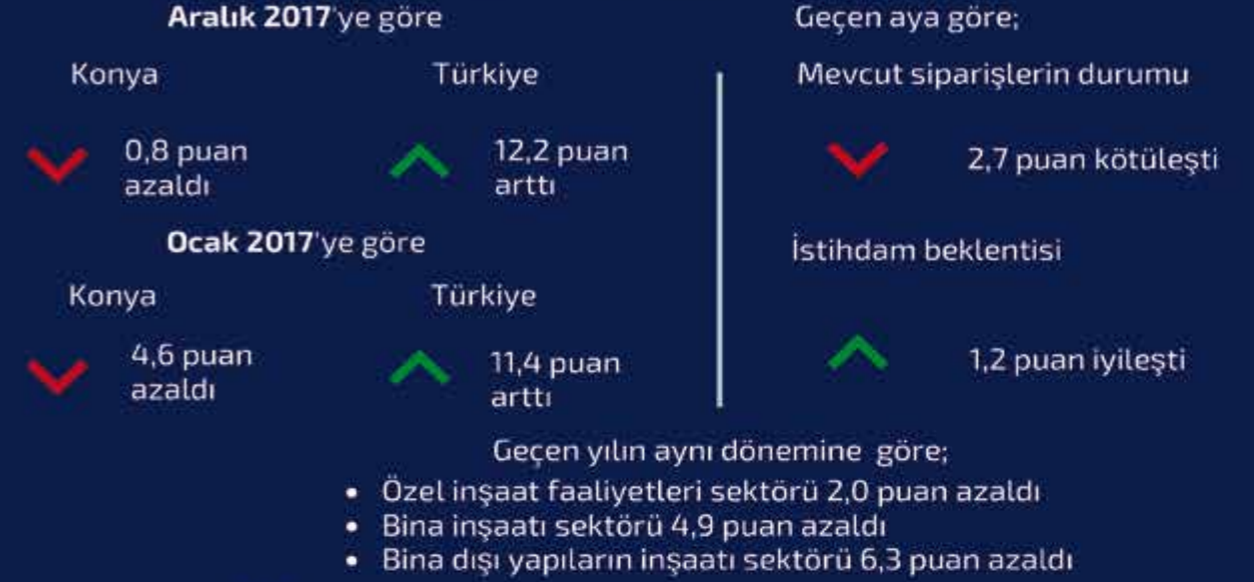 Aralık 2017'ye göre
Konya
Türkiye
0,8 puan
azaldı
12,2 puan
arttı
Ocak 2017'ye göre
Konya
Türkiye
4,6 puan
azaldı
11,4 puan
arttı
Geçen aya göre;
Mevcut siparişlerin durumu
2,7 puan kötüleşti
İstihdam beklentisi
1,2 puan iyileşti
Geçen yılın aynı dönemine göre;
• Özel inşaat faaliyetleri sektörü 2,0 puan azaldı
• Bina inşaatı sektörü 4,9 puan azaldı
• Bina dışı yapıların inşaatı sektörü 6,3 puan azaldı